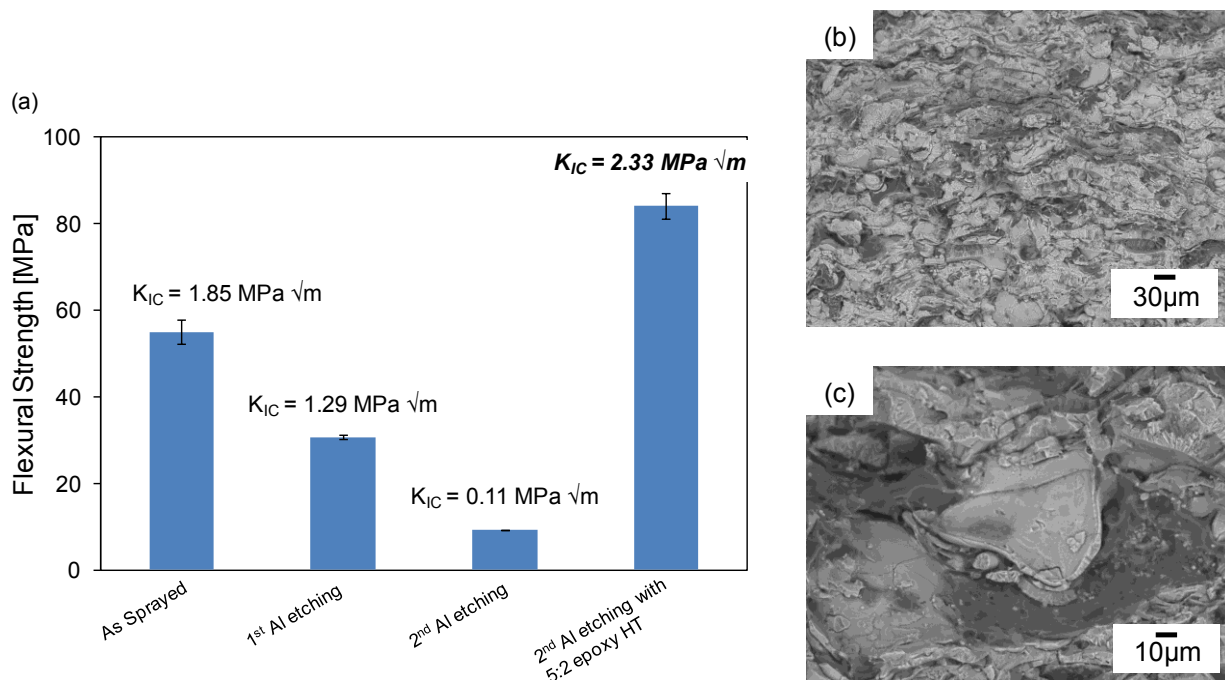 (a)
Flexural Strength [MPa]
100
80
60
40
20
0
K_IC = 1.85 MPa √m
K_IC = 1.29 MPa √m
K_IC = 0.11 MPa √m
K_IC = 2.33 MPa √m
As Sprayed
1st Al etching
2nd Al etching
2nd Al etching with
5:2 epoxy HT
(b)
30µm
(c)
10µm